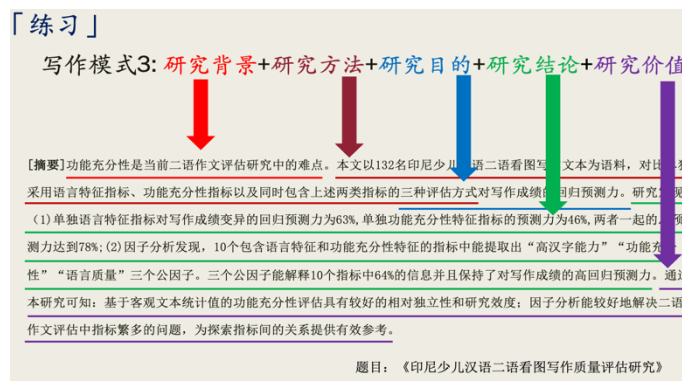 「练习」
写作模式3: 研究背景+研究方法+研究目的+研究结论+研究价值
[摘要]功能充分性是当前二语作文评估研究中的难点。本文以132名印尼少儿汉语二语看图写作文本为语料，对比单独
采用语言特征指标、功能充分性指标以及同时包含上述两类指标的三种评估方式对写作成绩的回归预测力。研究发现
（1)单独语言特征指标对写作成绩变异的回归预测力为63%,单独功能充分性特征指标的预测力为46%,两者一起的
测力达到78%;(2)因子分析发现，10个包含语言特征和功能充分性特征的指标中能提取出“高汉字能力”“功能充分
性”“语言质量”三个公因子。三个公因子能解释10个指标中64%的信息并且保持了对写作成绩的高回归预测力。通过
本研究可知：基于客观文本统计值的功能充分性评估具有较好的相对独立性和研究效度；因子分析能较好地解决二语
作文评估中指标繁多的问题，为探索指标间的关系提供有效参考。
题目：《印尼少儿汉语二语看图写作质量评估研究》